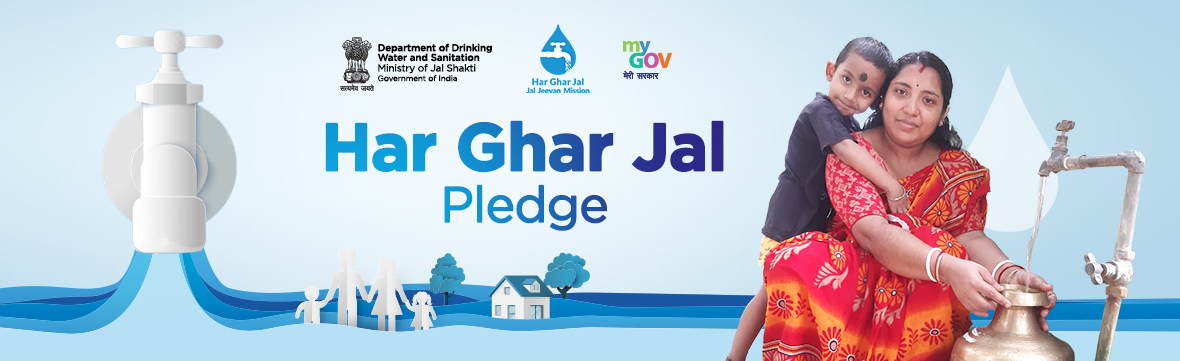 Department of Drinking
Water and Sanitation
Ministry of Jal Shakti
Government of India
सत्यमेव जयते
Har Ghar Jal
Jal Jeevan Mission
my
GOV
मेरी सरकार
Har Ghar Jal
Pledge